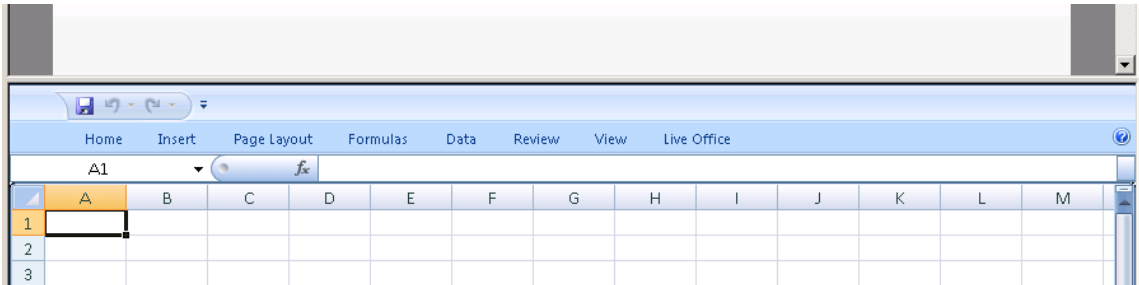 Home Insert Page Layout Formulas Data Review View Live Office
A1 fx
A B C D E F G H I J K L M
1
2
3